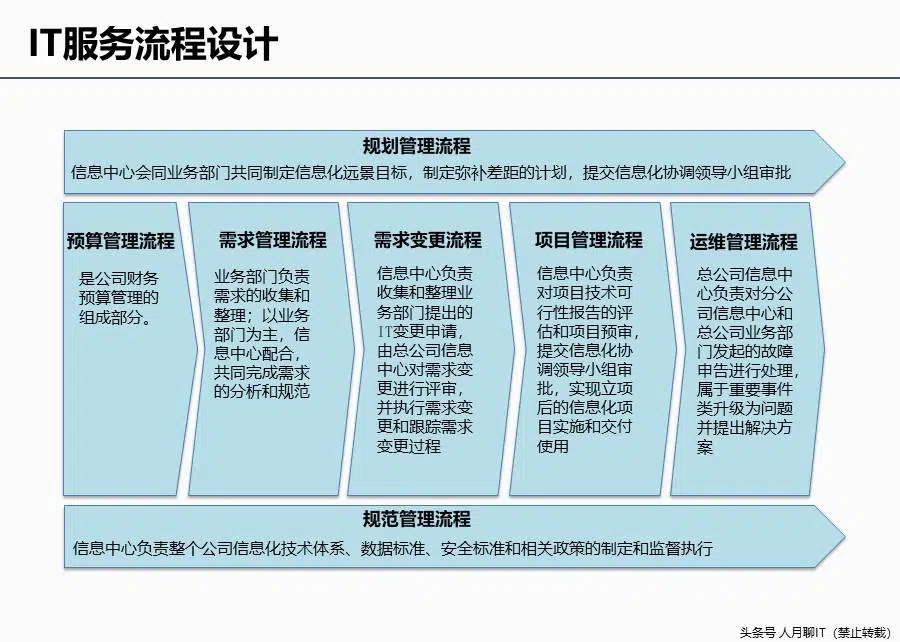 IT服务流程设计
规划管理流程
信息中心会同业务部门共同制定信息化远景目标，制定弥补差距的计划，提交信息化协调领导小组审批
预算管理流程
是公司财务
预算管理的
组成部分。
需求管理流程
业务部门负责
需求的收集和
整理；以业务
部门为主，信
息中心配合，
共同完成需求
的分析和规范
需求变更流程
信息中心负责
收集和整理业
务部门提出的
IT变更申请，
由总公司信息
中心对需求变
更进行评审，
并执行需求变
更和跟踪需求
变更过程
项目管理流程
信息中心负责
对项目技术可
行性报告的评
估和项目预审，
提交信息化协
调领导小组审
批，实现立项
后的信息化项
目实施和交付
使用
运维管理流程
总公司信息中
心负责对分公
司信息中心和
总公司业务部
门发起的故障
申告进行处理，
属于重要事件
类升级为问题
并提出解决方
案
规范管理流程
信息中心负责整个公司信息化技术体系、数据标准、安全标准和相关政策的制定和监督执行
头条号 人月聊IT（禁止转载）